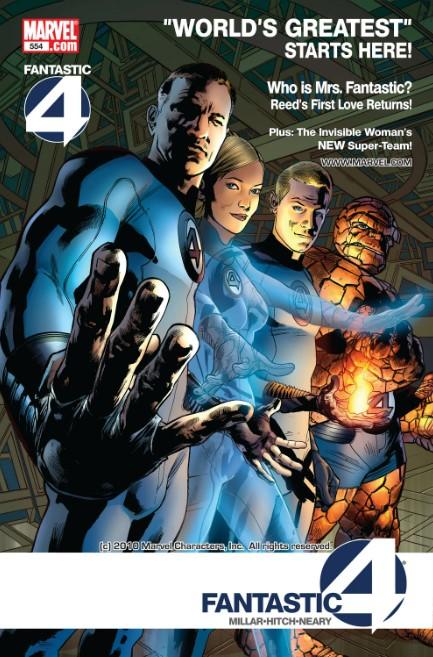 MARVEL
554 .com
FANTASTIC
4
"WORLD'S GREATEST"
STARTS HERE!
Who is Mrs. Fantastic?
Reed's First Love Returns!
Plus: The Invisible Woman's
NEW Super-Team!
WWW.MARVEL.COM
4
4
(c) 2010 Marvel Characters, Inc. All rights reserved.
FANTASTIC 4
MILLAR•HITCH•NEARY